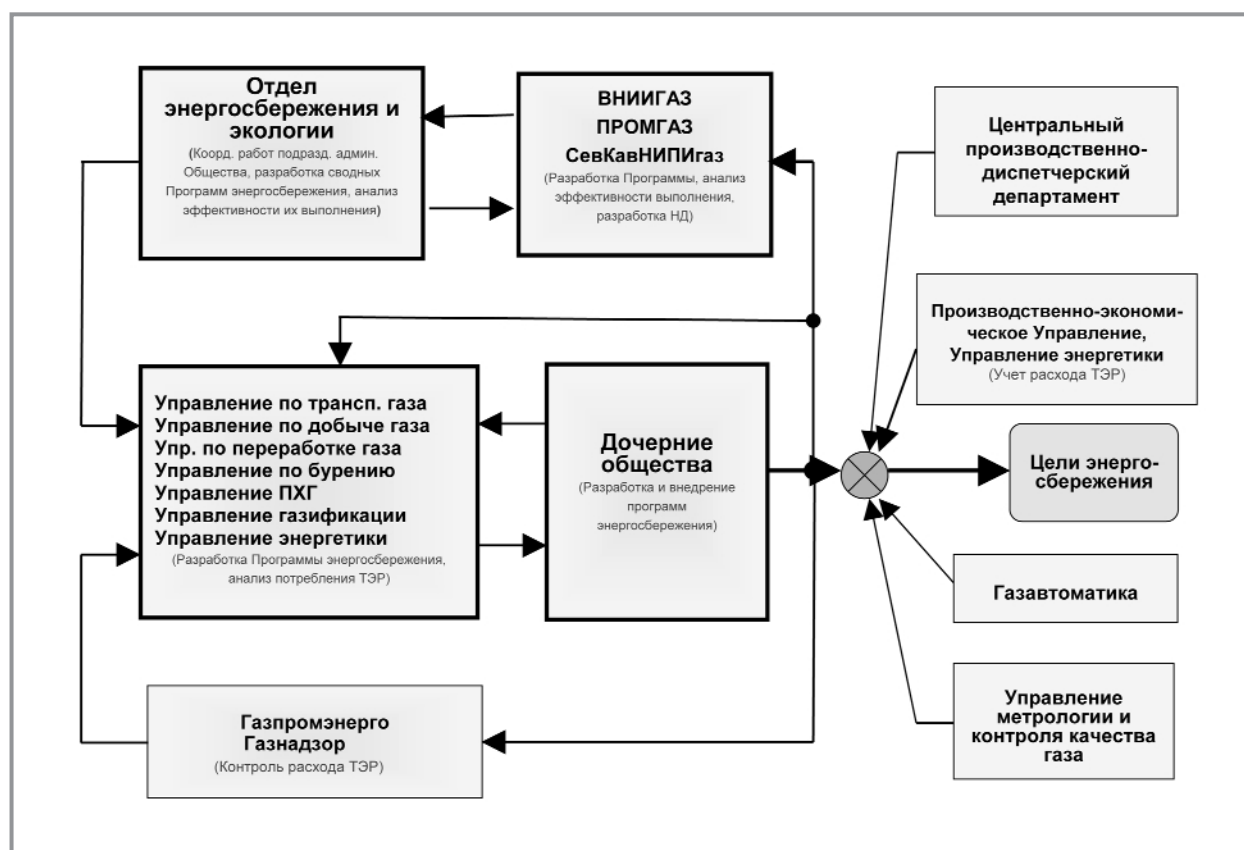 Отдел
энергосбережения и
экологии
(Коорд. работ подразд. админ.
Общества, разработка сводных
Программ энергосбережения, анализ
эффективности их выполнения)
ВНИИГАЗ
ПРОМГАЗ
СевКавНИПИгаз
(Разработка Программы, анализ
эффективности выполнения,
разработка НД)
Центральный
производственно-
диспетчерский
департамент
Производственно-экономи-
ческое Управление,
Управление энергетики
(Учет расхода ТЭР)
Управление по трансп. газа
Управление по добыче газа
Упр. по переработке газа
Управление по бурению
Управление ПХГ
Управление газификации
Управление энергетики
(Разработка Программы энергосбережения,
анализ потребления ТЭР)
Дочерние
общества
(Разработка и внедрение
программ
энергосбережения)
Цели энерго-
сбережения
Газавтоматика
Газпромэнерго
Газнадзор
(Контроль расхода ТЭР)
Управление
метрологии и
контроля качества
газа